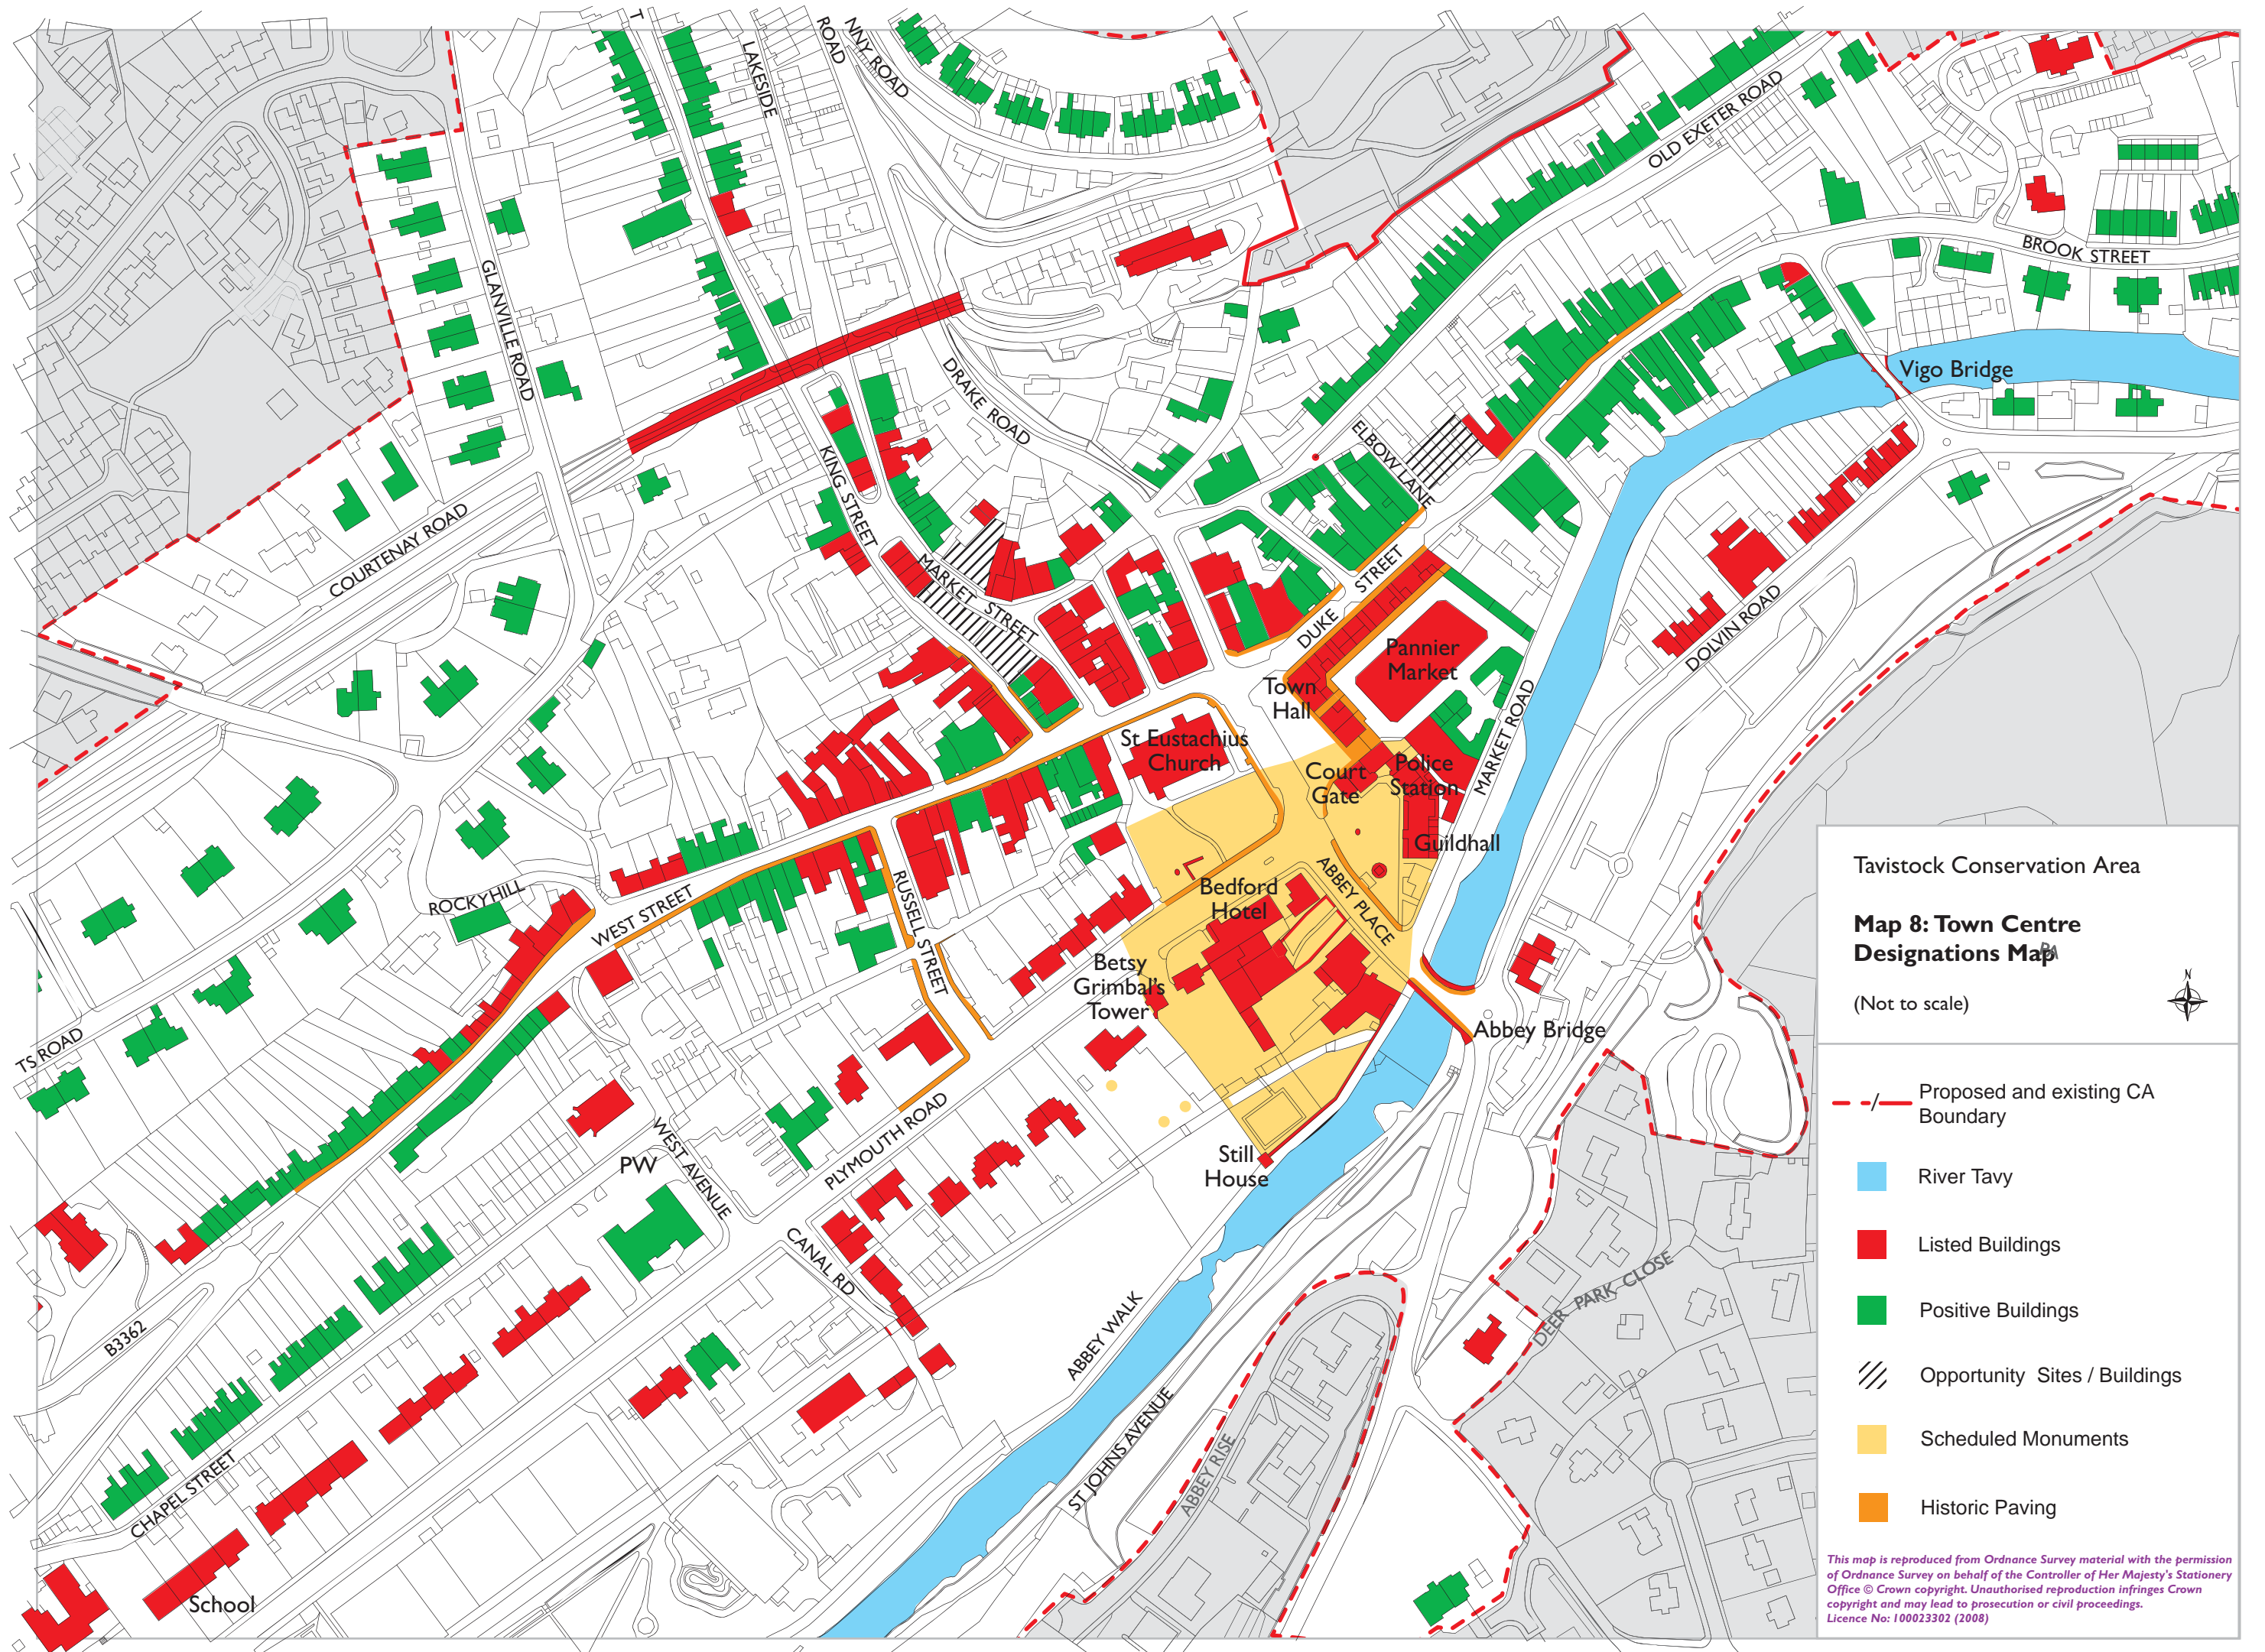 T
LAKESIDE
ROAD
NNY ROAD
OLD EXETER ROAD
BROOK STREET
GLANVILLE ROAD
DRAKE ROAD
Vigo Bridge
ELBOW LANE
KING STREET
COURTENAY ROAD
MARKET STREET
DUKE STREET
DOLVIN ROAD
Pannier
Market
Town
Hall
MARKET ROAD
St Eustachius
Church
Court
Gate
Police
Station
Guildhall
ABBEY PLACE
Bedford
Hotel
RUSSELL STREET
ROCKYHILL
WEST STREET
Betsy
Grimbal's
Tower
Abbey Bridge
TS ROAD
WEST AVENUE
PW
PLYMOUTH ROAD
Still
House
CANAL RD
B3362
ABBEY WALK
DEER PARK CLOSE
ST JOHNS AVENUE
ABBEY RISE
CHAPEL STREET
School
Tavistock Conservation Area
Map 8: Town Centre
Designations Map
(Not to scale)
N
Proposed and existing CA
Boundary
River Tavy
Listed Buildings
Positive Buildings
Opportunity Sites / Buildings
Scheduled Monuments
Historic Paving
This map is reproduced from Ordnance Survey material with the permission
of Ordnance Survey on behalf of the Controller of Her Majesty's Stationery
Office © Crown copyright. Unauthorised reproduction infringes Crown
copyright and may lead to prosecution or civil proceedings.
Licence No: 100023302 (2008)